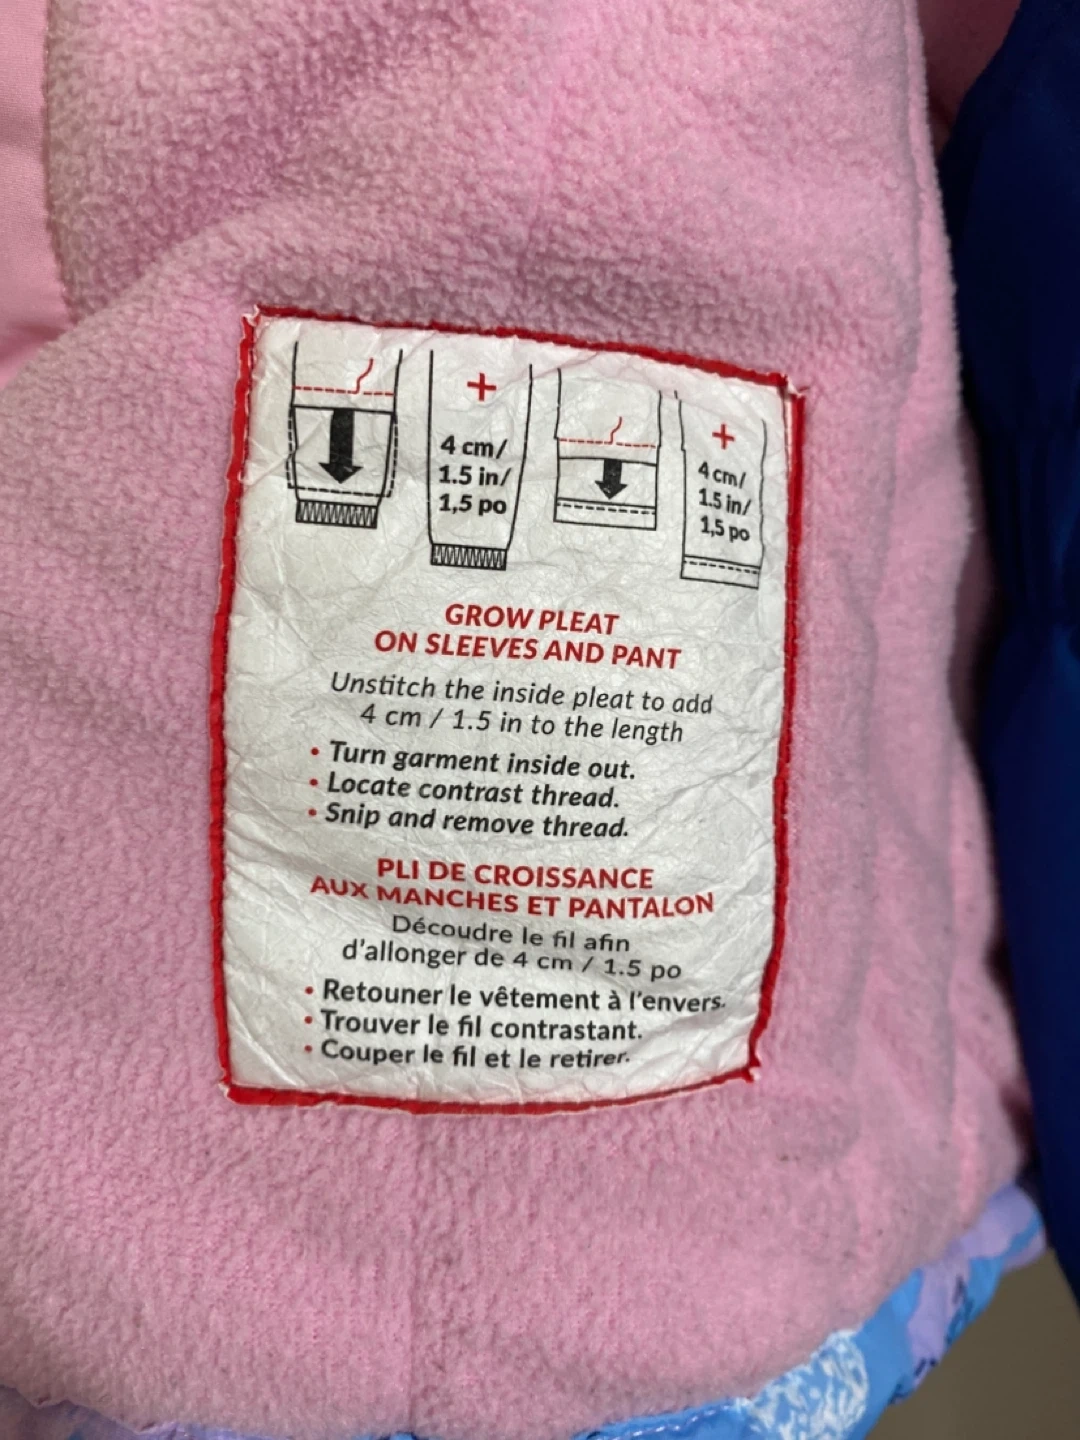 +
4 cm/
1.5 in/
1,5 po
+
4 cm/
1.5 in/
1,5 po
GROW PLEAT
ON SLEEVES AND PANT
Unstitch the inside pleat to add
4 cm / 1.5 in to the length
• Turn garment inside out.
• Locate contrast thread.
• Snip and remove thread.
PLI DE CROISSANCE
AUX MANCHES ET PANTALON
Découdre le fil afin
d'allonger de 4 cm / 1.5 po
• Retouner le vêtement à l'envers.
• Trouver le fil contrastant.
• Couper le fil et le retirer.